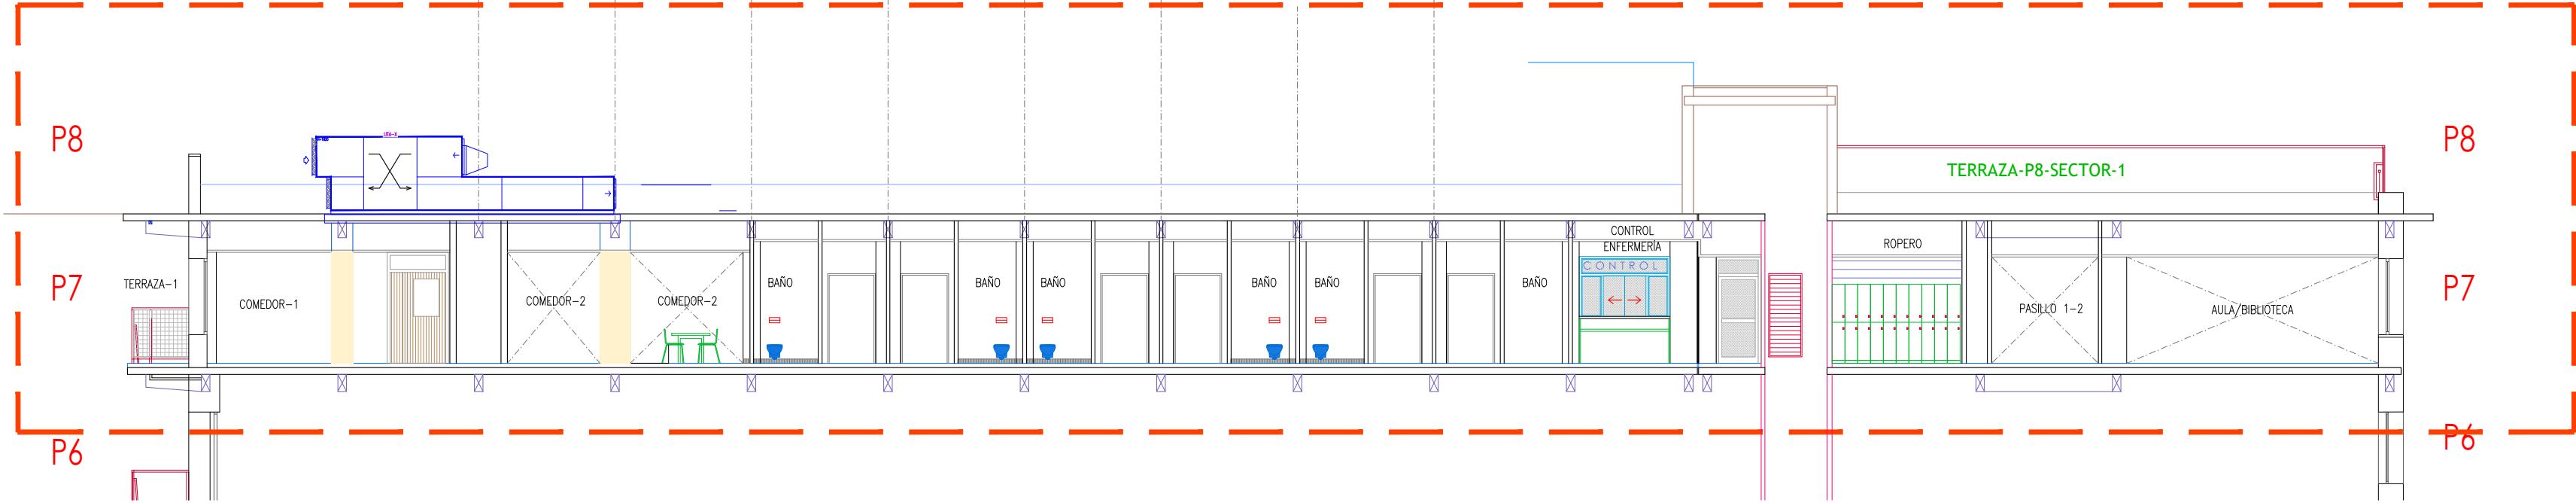 P8
UTA-X
P8
TERRAZA-P8-SECTOR-1
CONTROL
ENFERMERÍA
ROPERO
CONTROL
P7
TERRAZA-1
COMEDOR-1
COMEDOR-2
COMEDOR-2
BAÑO
BAÑO
BAÑO
BAÑO
BAÑO
BAÑO
PASILLO 1-2
AULA/BIBLIOTECA
P7
P6
P6